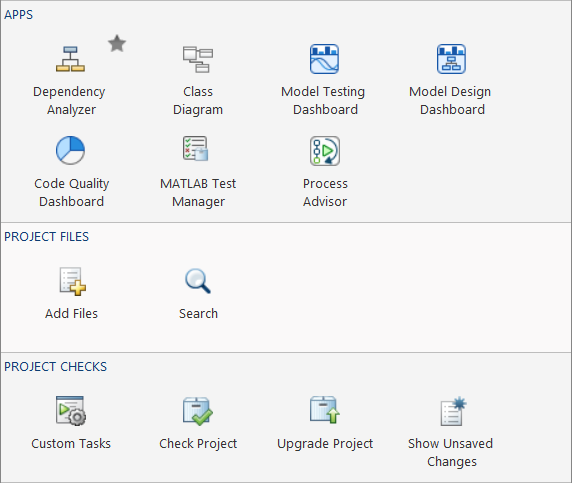 APPS
Dependency
Analyzer
Class
Diagram
Model Testing
Dashboard
Model Design
Dashboard
Code Quality
Dashboard
MATLAB Test
Manager
Process
Advisor
PROJECT FILES
Add Files
Search
PROJECT CHECKS
Custom Tasks
Check Project
Upgrade Project
Show Unsaved
Changes